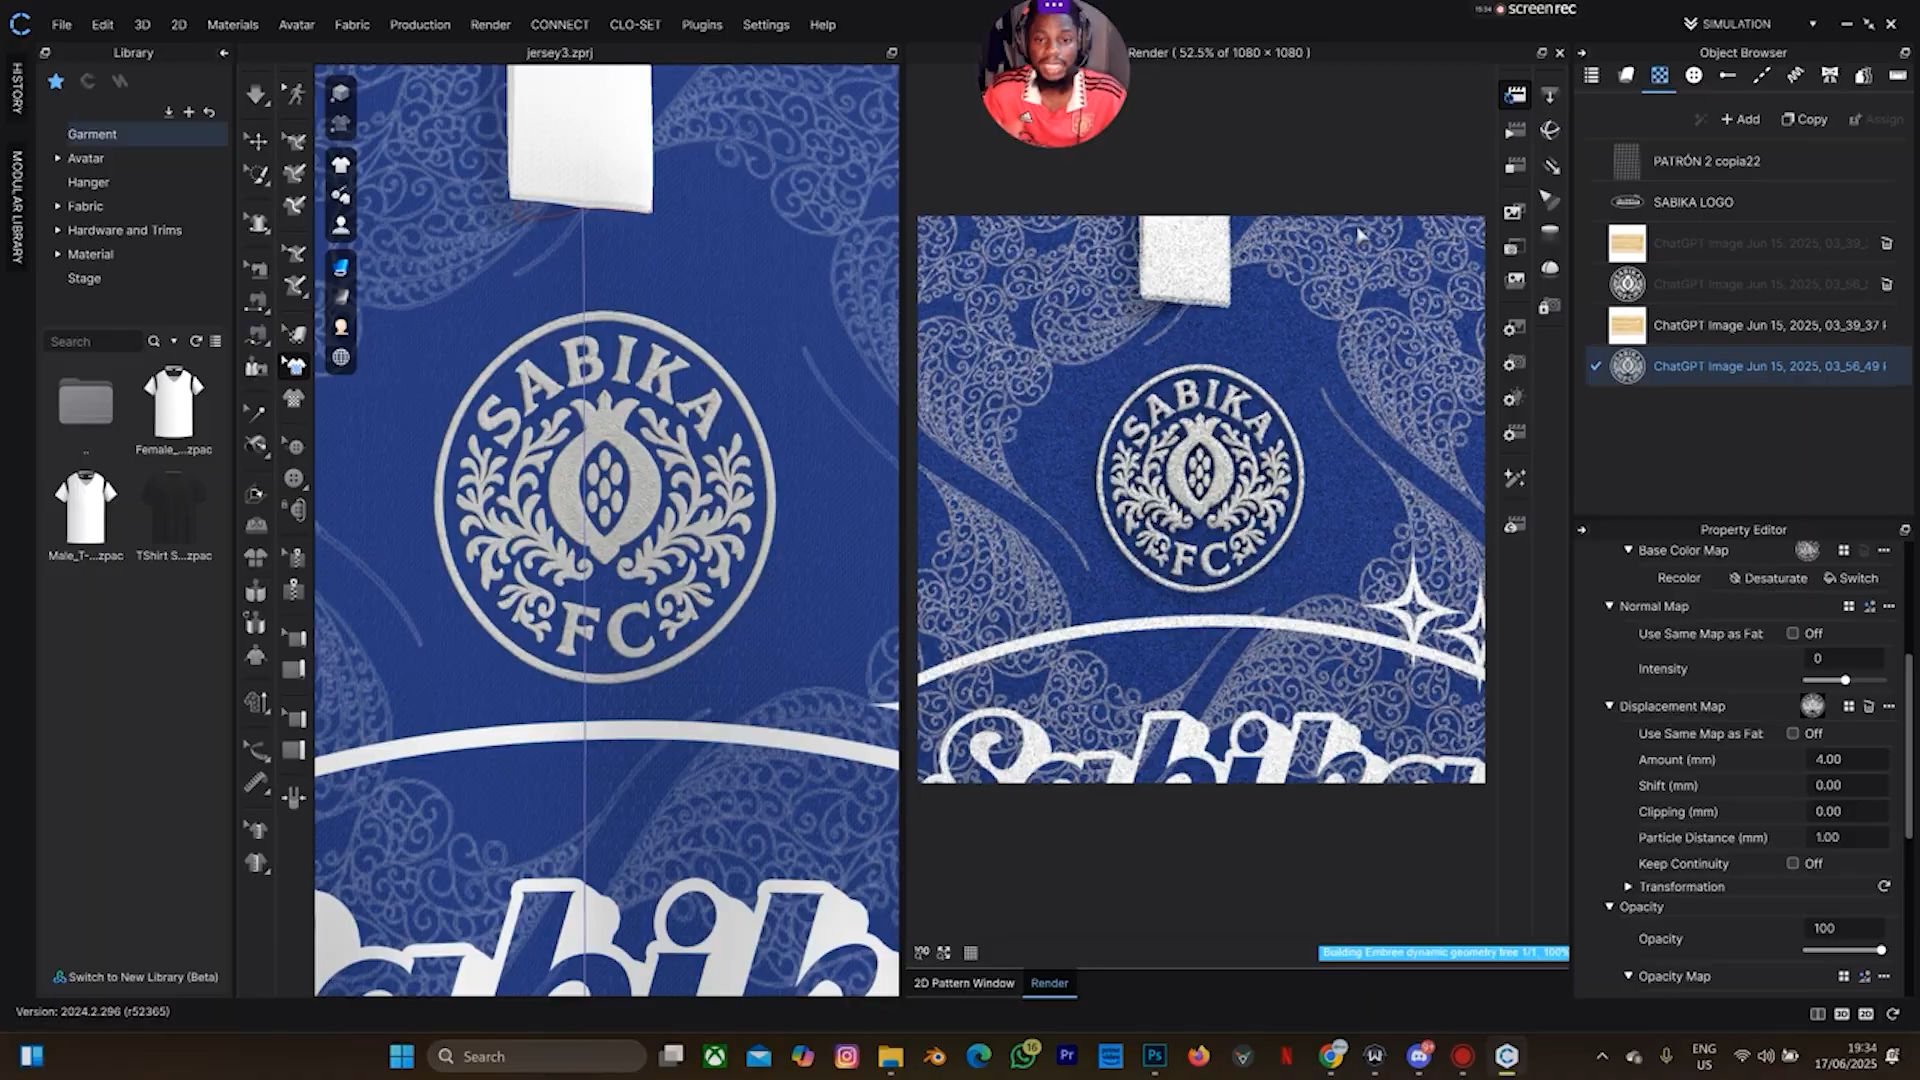 15:34 screenrec
File Edit 3D 2D Materials Avatar Fabric Production Render CONNECT CLO-SET Plugins Settings Help
SIMULATION
HISTORY
MODULAR LIBRARY
Library
Garment
Avatar
Hanger
Fabric
Hardware and Trims
Material
Stage
Search
..
Female_...zpac
Male_T-...zpac
TShirt S...zpac
Switch to New Library (Beta)
Version: 2024.2.296 (r52365)
jersey3.zprj
SABIKA
FC
Render ( 52.5% of 1080 × 1080 )
SABIKA
FC
Building Embree dynamic geometry tree 1/1, 100%
2D Pattern Window
Render
Object Browser
+ Add
Copy
Assign
PATRÓN 2 copia22
SABIKA LOGO
ChatGPT Image Jun 15, 2025, 03_39_
ChatGPT Image Jun 15, 2025, 03_56_
ChatGPT Image Jun 15, 2025, 03_39_37
ChatGPT Image Jun 15, 2025, 03_56_49
Property Editor
Base Color Map
Recolor Desaturate Switch
Normal Map
Use Same Map as Fat Off
Intensity 0
Displacement Map
Use Same Map as Fat Off
Amount (mm) 4.00
Shift (mm) 0.00
Clipping (mm) 0.00
Particle Distance (mm) 1.00
Keep Continuity Off
Transformation
Opacity
Opacity 100
Opacity Map
3D 2D
Search
16
ENG
US
19:34
17/06/2025